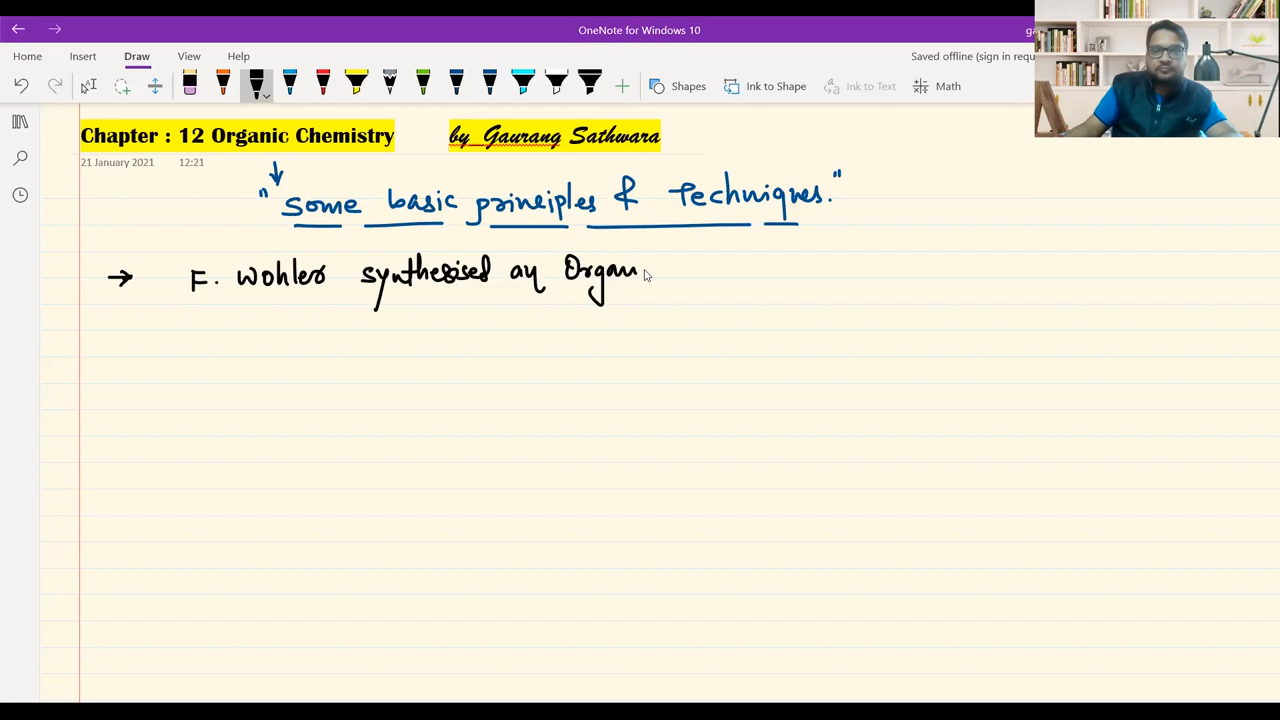 OneNote for Windows 10
ga
Home Insert Draw View Help
Saved offline (sign in requ
Shapes Ink to Shape Ink to Text Math
Chapter : 12 Organic Chemistry by Gaurang Sathwara
21 January 2021 12:21
"Some basic principles & Techniques."
→ F. Wohler synthesised an Organ